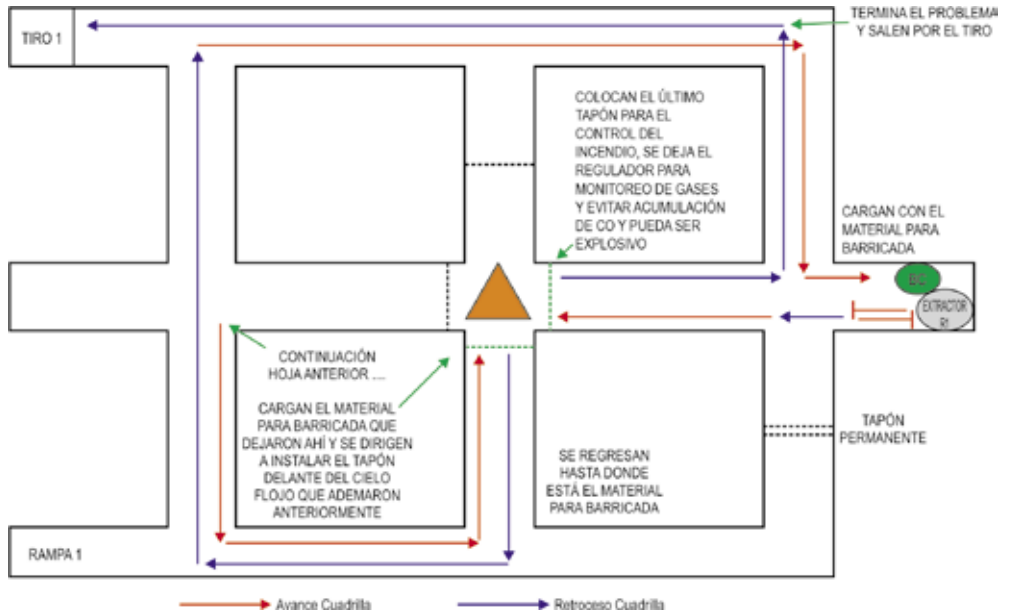 TIRO 1
TERMINA EL PROBLEMA
Y SALEN POR EL TIRO
COLOCAN EL ÚLTIMO
TAPÓN PARA EL
CONTROL DEL
INCENDIO, SE DEJA EL
REGULADOR PARA
MONITOREO DE GASES
Y EVITAR ACUMULACIÓN
DE CO Y PUEDA SER
EXPLOSIVO
CARGAN CON EL
MATERIAL PARA
BARRICADA
EXTRACTOR
R1
CONTINUACIÓN
HOJA ANTERIOR ....
CARGAN EL MATERIAL
PARA BARRICADA QUE
DEJARON AHÍ Y SE DIRIGEN
A INSTALAR EL TAPÓN
DELANTE DEL CIELO
FLOJO QUE ADEMARON
ANTERIORMENTE
SE REGRESAN
HASTA DONDE
ESTÁ EL MATERIAL
PARA BARRICADA
TAPÓN
PERMANENTE
RAMPA 1
Avance Cuadrilla
Retroceso Cuadrilla